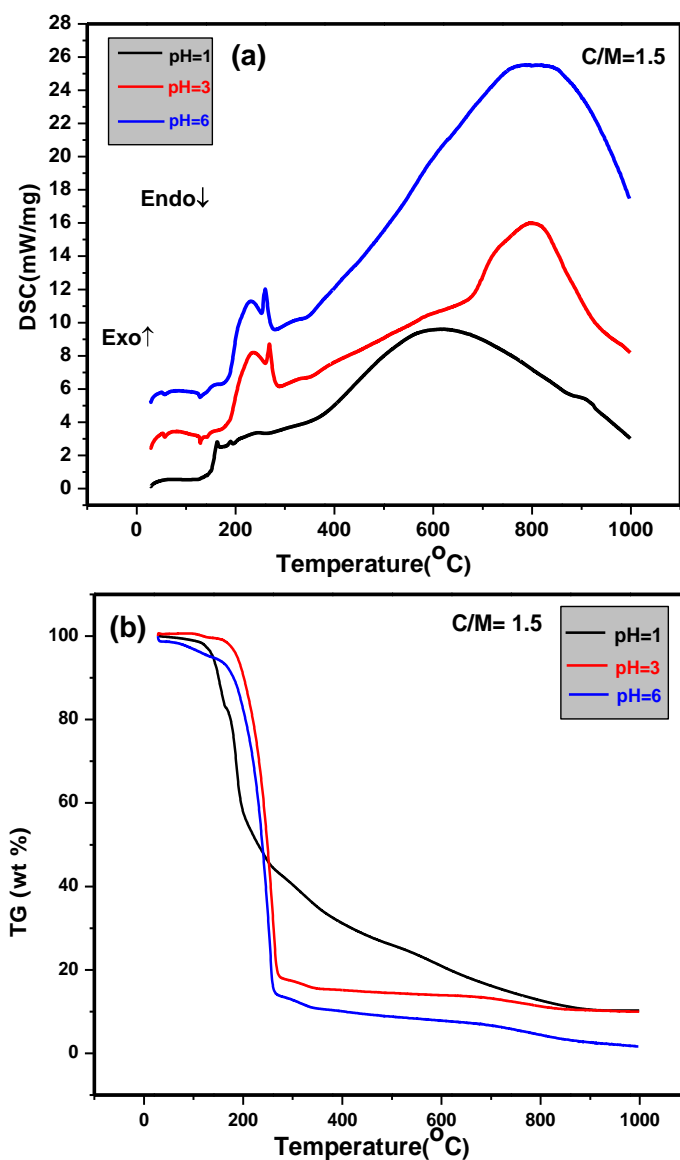 28
26
24
22
20
18
16
14
12
10
8
6
4
2
0
DSC(mW/mg)
pH=1
pH=3
pH=6
(a)
C/M=1.5
Endo↓
Exo↑
0 200 400 600 800 1000
Temperature(°C)
100
80
60
40
20
0
TG (wt %)
(b)
C/M= 1.5
pH=1
pH=3
pH=6
0 200 400 600 800 1000
Temperature(°C)